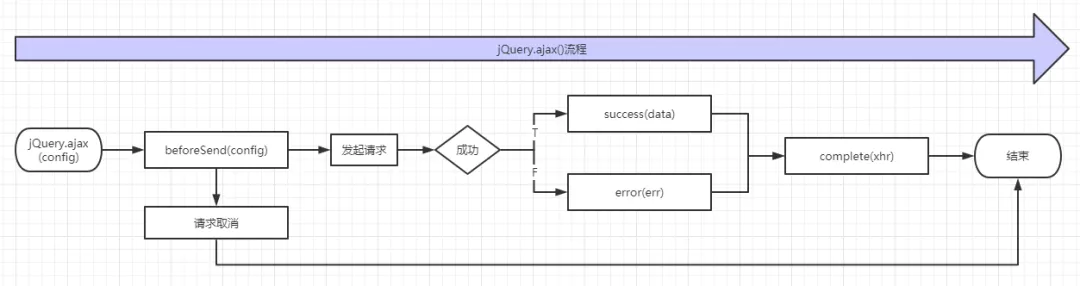 jQuery.ajax()流程
jQuery.ajax
(config)
beforeSend(config)
发起请求
成功
T
F
success(data)
error(err)
complete(xhr)
结束
请求取消